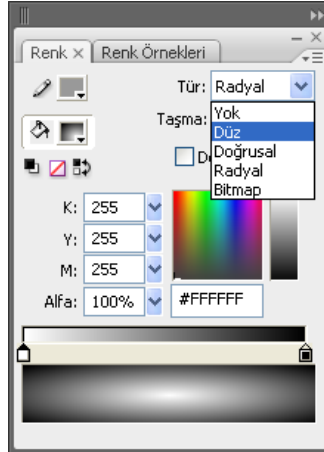 Renk × Renk Örnekleri
Tür: Radyal
Taşma:
Yok
Düz
Doğrusal
Radyal
Bitmap
K: 255
Y: 255
M: 255
Alfa: 100% #FFFFFF